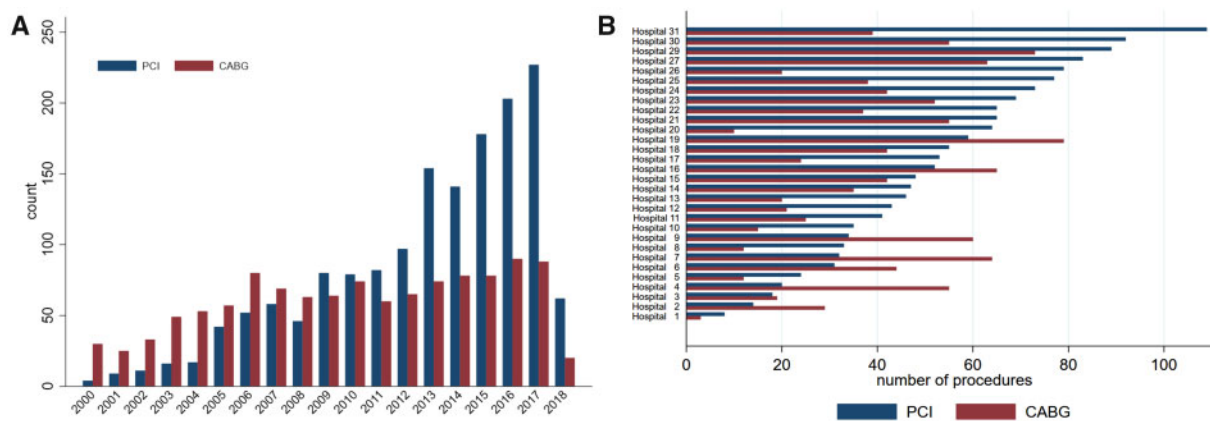 A
250
200
150
100
50
0
count
PCI CABG
2000 2001 2002 2003 2004 2005 2006 2007 2008 2009 2010 2011 2012 2013 2014 2015 2016 2017 2018
B
Hospital 31
Hospital 30
Hospital 29
Hospital 27
Hospital 26
Hospital 25
Hospital 24
Hospital 23
Hospital 22
Hospital 21
Hospital 20
Hospital 19
Hospital 18
Hospital 17
Hospital 16
Hospital 15
Hospital 14
Hospital 13
Hospital 12
Hospital 11
Hospital 10
Hospital 9
Hospital 8
Hospital 7
Hospital 6
Hospital 5
Hospital 4
Hospital 3
Hospital 2
Hospital 1
0 20 40 60 80 100
number of procedures
PCI CABG